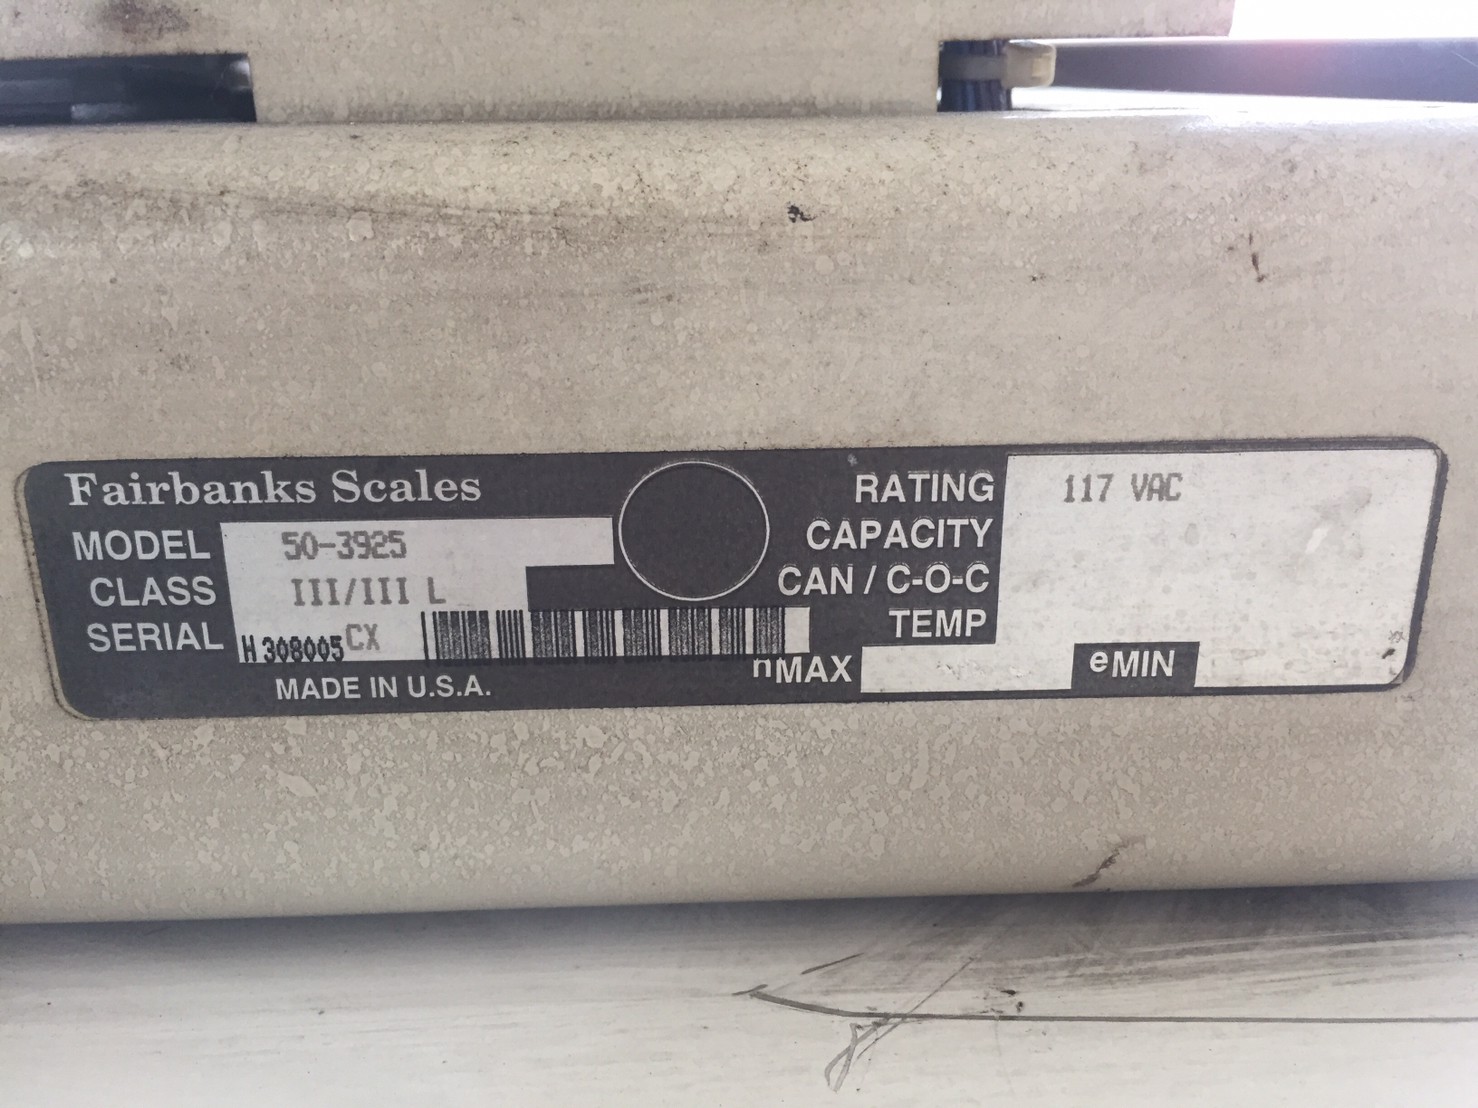 Fairbanks Scales
MODEL 50-3925
CLASS III/III L
SERIAL H 308005 CX
MADE IN U.S.A.
RATING 117 VAC
CAPACITY
CAN / C-O-C
TEMP
nMAX eMIN